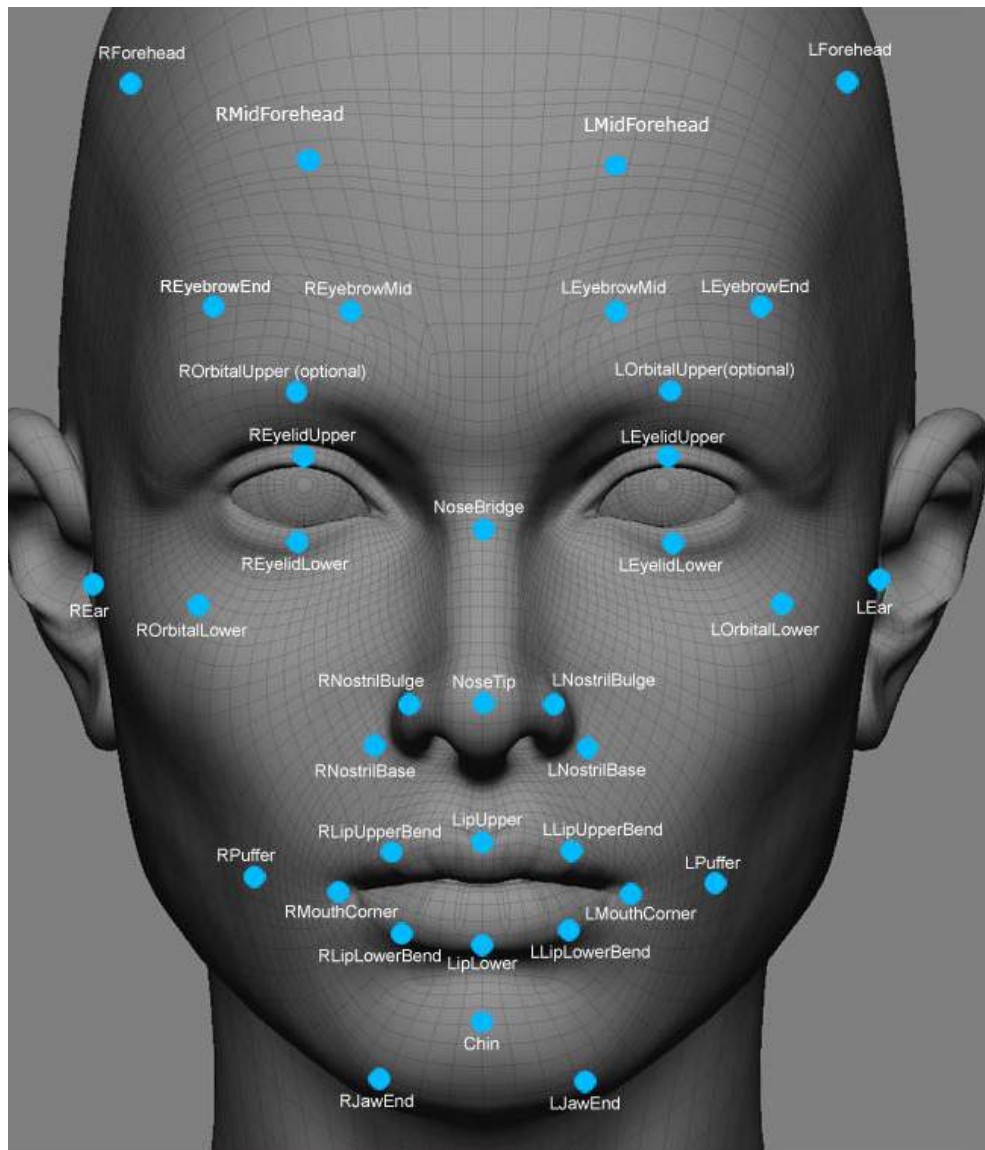 RForehead
LForehead
RMidForehead
LMidForehead
REyebrowEnd
REyebrowMid
LEyebrowMid
LEyebrowEnd
ROrbitalUpper (optional)
LOrbitalUpper(optional)
REyelidUpper
LEyelidUpper
NoseBridge
REyelidLower
LEyelidLower
REar
LEar
ROrbitalLower
LOrbitalLower
RNostrilBulge
NoseTip
LNostrilBulge
RNostrilBase
LNostrilBase
LipUpper
RLipUpperBend
LLipUpperBend
RPuffer
LPuffer
RMouthCorner
LMouthCorner
RLipLowerBend
LipLower
LLipLowerBend
Chin
RJawEnd
LJawEnd